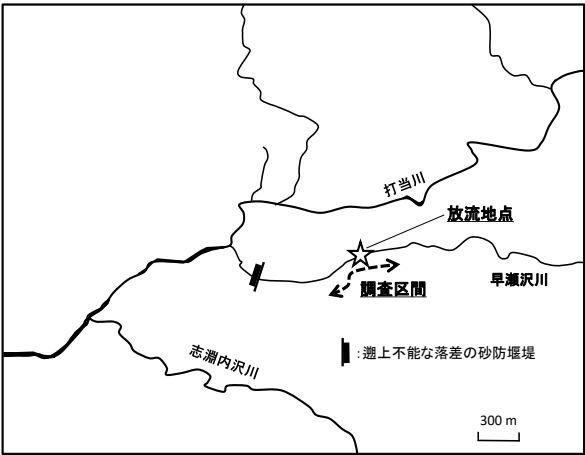 打当川
放流地点
早瀬沢川
調査区間
志淵内沢川
:遡上不能な落差の砂防堰堤
300 m